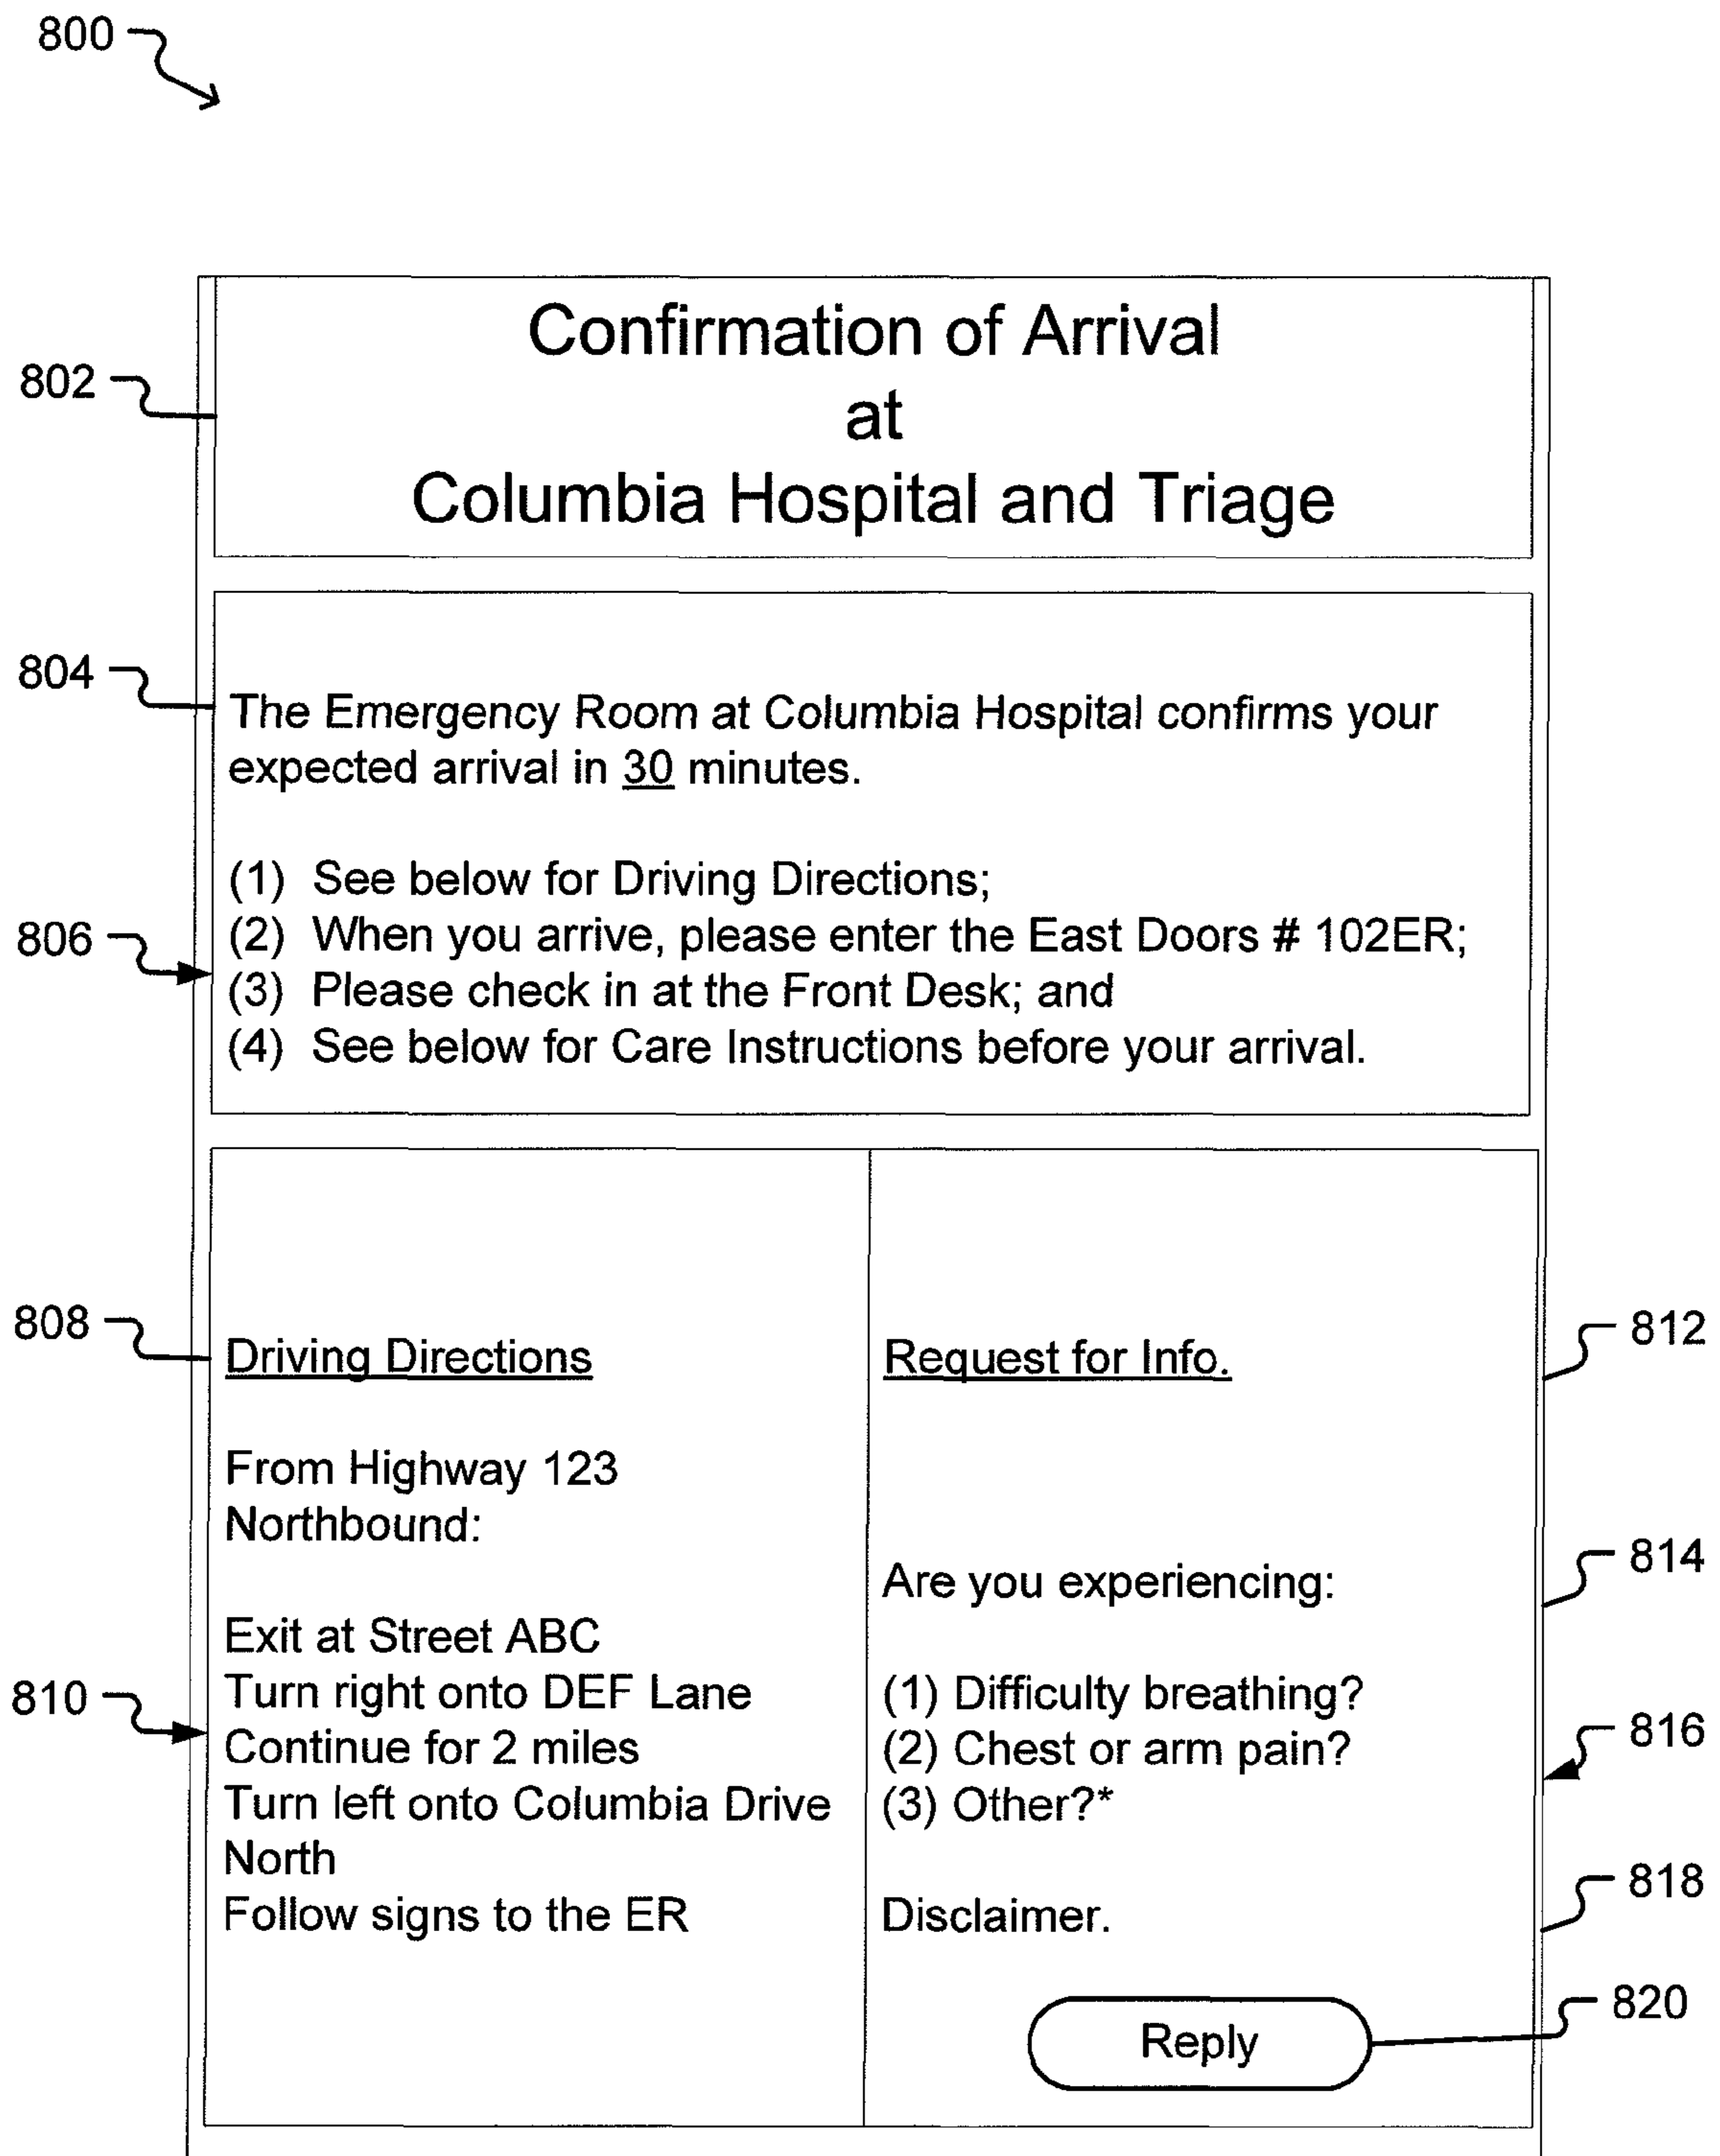 800
802
Confirmation of Arrival
at
Columbia Hospital and Triage
804
The Emergency Room at Columbia Hospital confirms your
expected arrival in 30 minutes.
806
(1) See below for Driving Directions;
(2) When you arrive, please enter the East Doors # 102ER;
(3) Please check in at the Front Desk; and
(4) See below for Care Instructions before your arrival.
808
Driving Directions
From Highway 123
Northbound:
810
Exit at Street ABC
Turn right onto DEF Lane
Continue for 2 miles
Turn left onto Columbia Drive
North
Follow signs to the ER
Request for Info.
812
Are you experiencing:
814
(1) Difficulty breathing?
(2) Chest or arm pain?
(3) Other?*
816
Disclaimer.
818
Reply
820